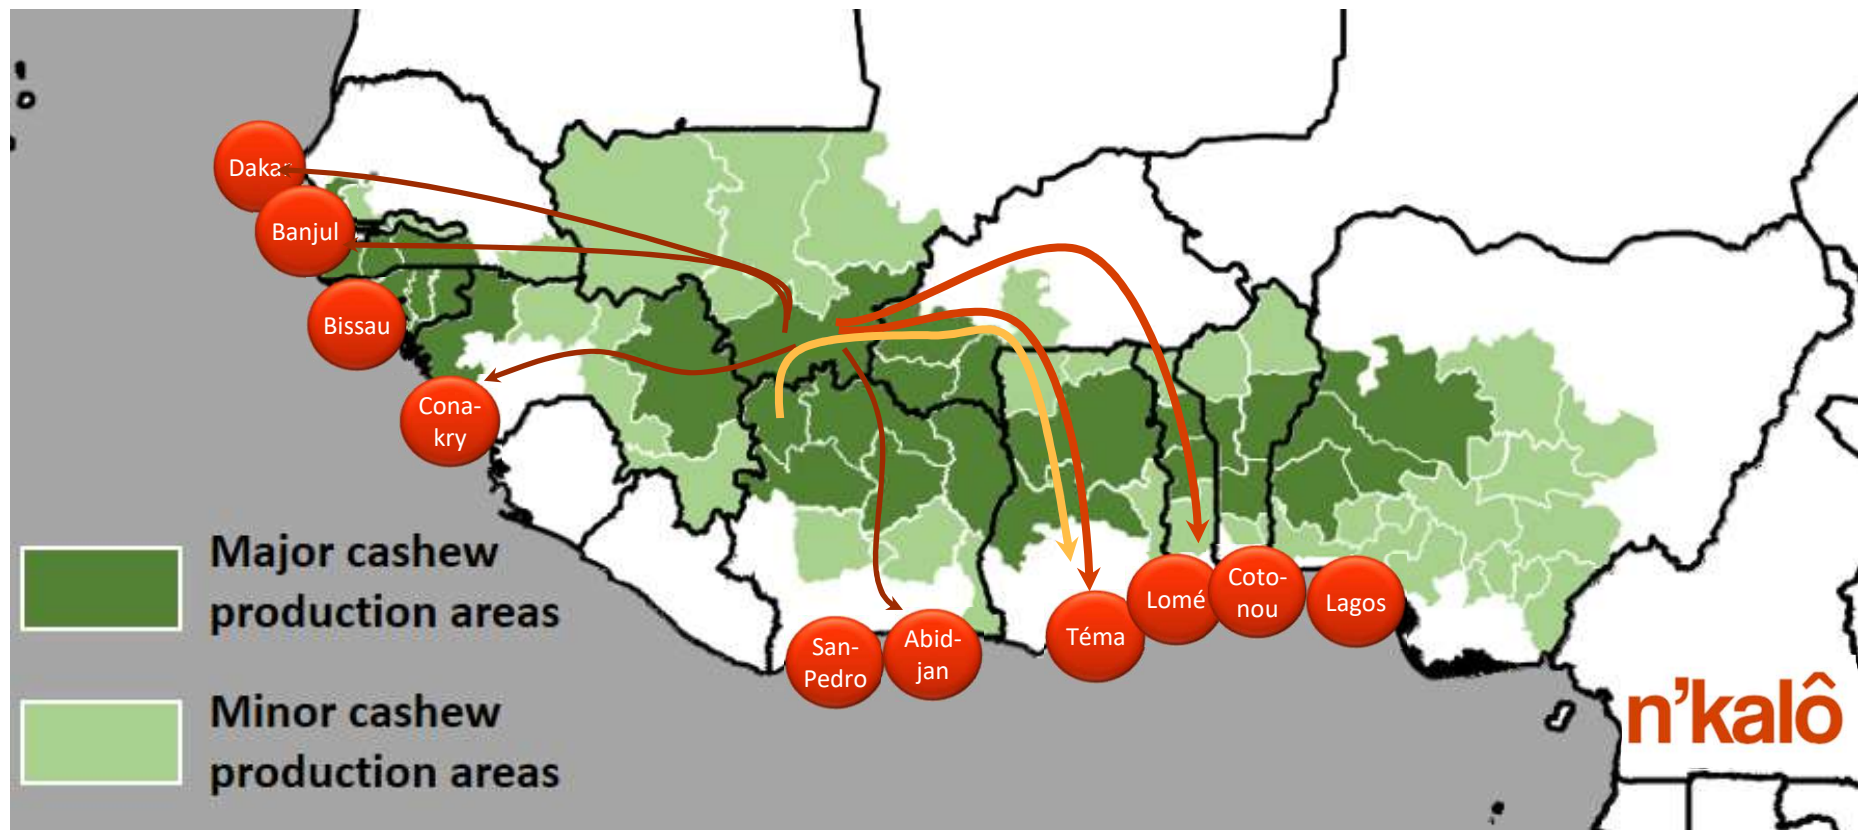 Dakar
Banjul
Bissau
Cona-
kry
San-
Pedro
Abid-
jan
Téma
Lomé
Coto-
nou
Lagos
Major cashew
production areas
Minor cashew
production areas
n'kalô